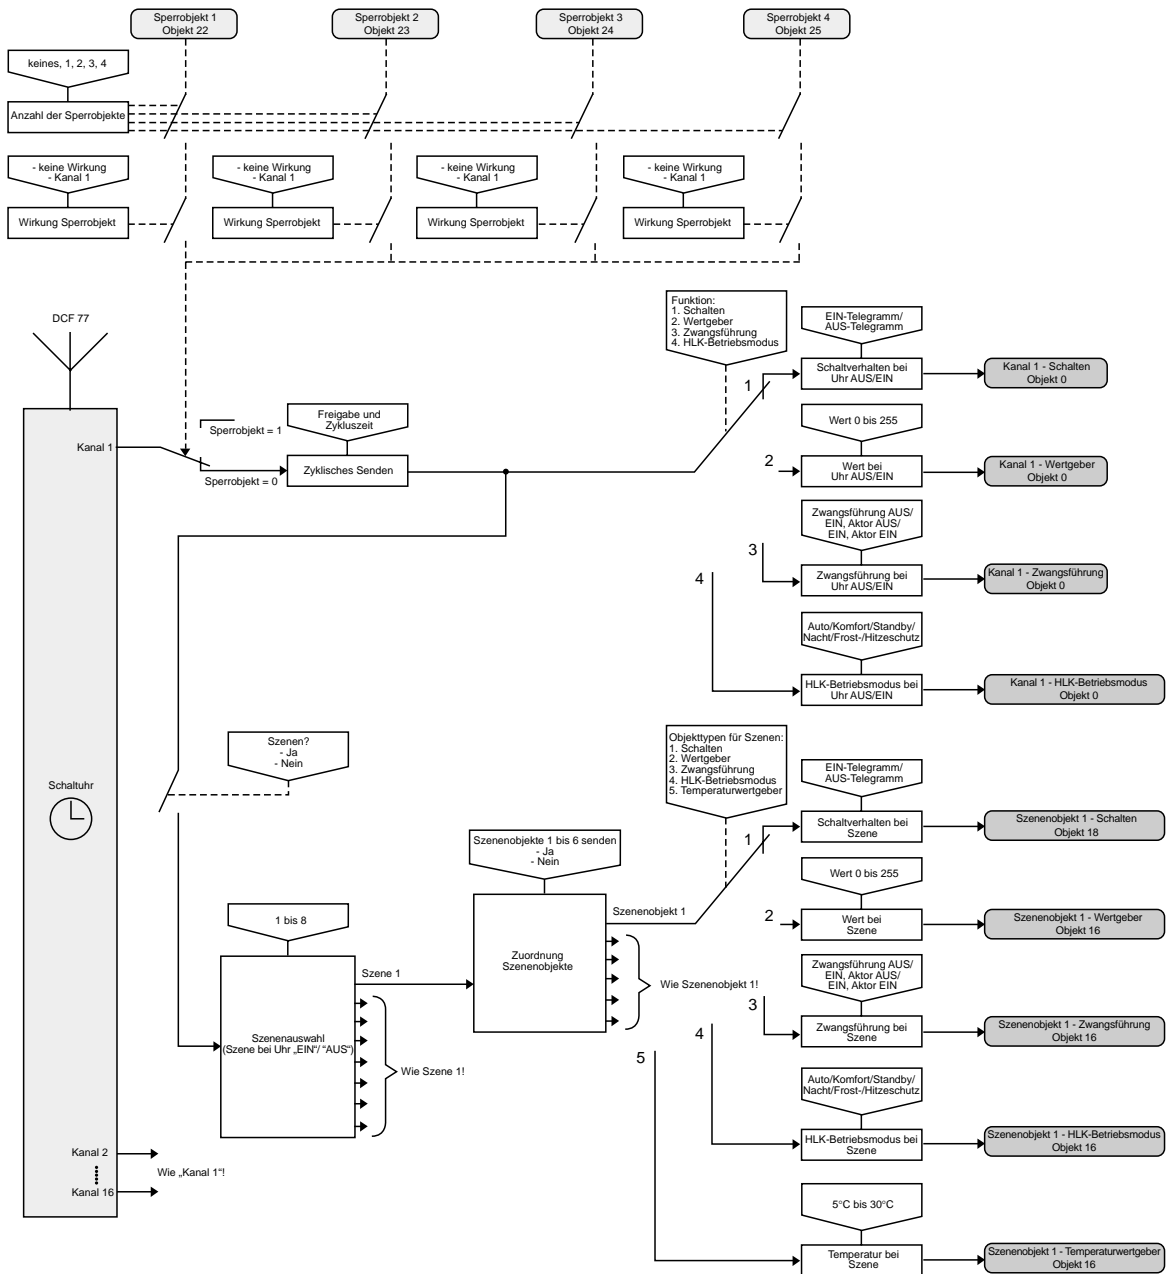 Sperrobjekt 1
Objekt 22
Sperrobjekt 2
Objekt 23
Sperrobjekt 3
Objekt 24
Sperrobjekt 4
Objekt 25
keines, 1, 2, 3, 4
Anzahl der Sperrobjekte
- keine Wirkung
- Kanal 1
- keine Wirkung
- Kanal 1
- keine Wirkung
- Kanal 1
- keine Wirkung
- Kanal 1
Wirkung Sperrobjekt
Wirkung Sperrobjekt
Wirkung Sperrobjekt
Wirkung Sperrobjekt
DCF 77
Funktion:
1. Schalten
2. Wertgeber
3. Zwangsführung
4. HLK-Betriebsmodus
EIN-Telegramm/
AUS-Telegramm
1
Schaltverhalten bei
Uhr AUS/EIN
Kanal 1 - Schalten
Objekt 0
Freigabe und
Zykluszeit
Sperrobjekt = 1
Kanal 1
Zyklisches Senden
Sperrobjekt = 0
Wert 0 bis 255
2
Wert bei
Uhr AUS/EIN
Kanal 1 - Wertgeber
Objekt 0
Zwangsführung AUS/
EIN, Aktor AUS/
EIN, Aktor EIN
3
Zwangsführung bei
Uhr AUS/EIN
Kanal 1 - Zwangsführung
Objekt 0
4
Auto/Komfort/Standby/
Nacht/Frost-/Hitzeschutz
HLK-Betriebsmodus bei
Uhr AUS/EIN
Kanal 1 - HLK-Betriebsmodus
Objekt 0
Szenen?
- Ja
- Nein
Objekttypen für Szenen:
1. Schalten
2. Wertgeber
3. Zwangsführung
4. HLK-Betriebsmodus
5. Temperaturwertgeber
EIN-Telegramm/
AUS-Telegramm
Schaltuhr
1
Schaltverhalten bei
Szene
Szenenobjekt 1 - Schalten
Objekt 18
Szenenobjekte 1 bis 6 senden
- Ja
- Nein
Wert 0 bis 255
1 bis 8
Szenenobjekt 1
2
Wert bei
Szene
Szenenobjekt 1 - Wertgeber
Objekt 16
Zuordnung
Szenenobjekte
Szene 1
Wie Szenenobjekt 1!
Zwangsführung AUS/
EIN, Aktor AUS/
EIN, Aktor EIN
3
Zwangsführung bei
Szene
Szenenobjekt 1 - Zwangsführung
Objekt 16
Szenenauswahl
(Szene bei Uhr „EIN"/ "AUS")
Wie Szene 1!
4
5
Auto/Komfort/Standby/
Nacht/Frost-/Hitzeschutz
HLK-Betriebsmodus bei
Szene
Szenenobjekt 1 - HLK-Betriebsmodus
Objekt 16
Kanal 2
Wie „Kanal 1"!
Kanal 16
5°C bis 30°C
Temperatur bei
Szene
Szenenobjekt 1 - Temperaturwertgeber
Objekt 16